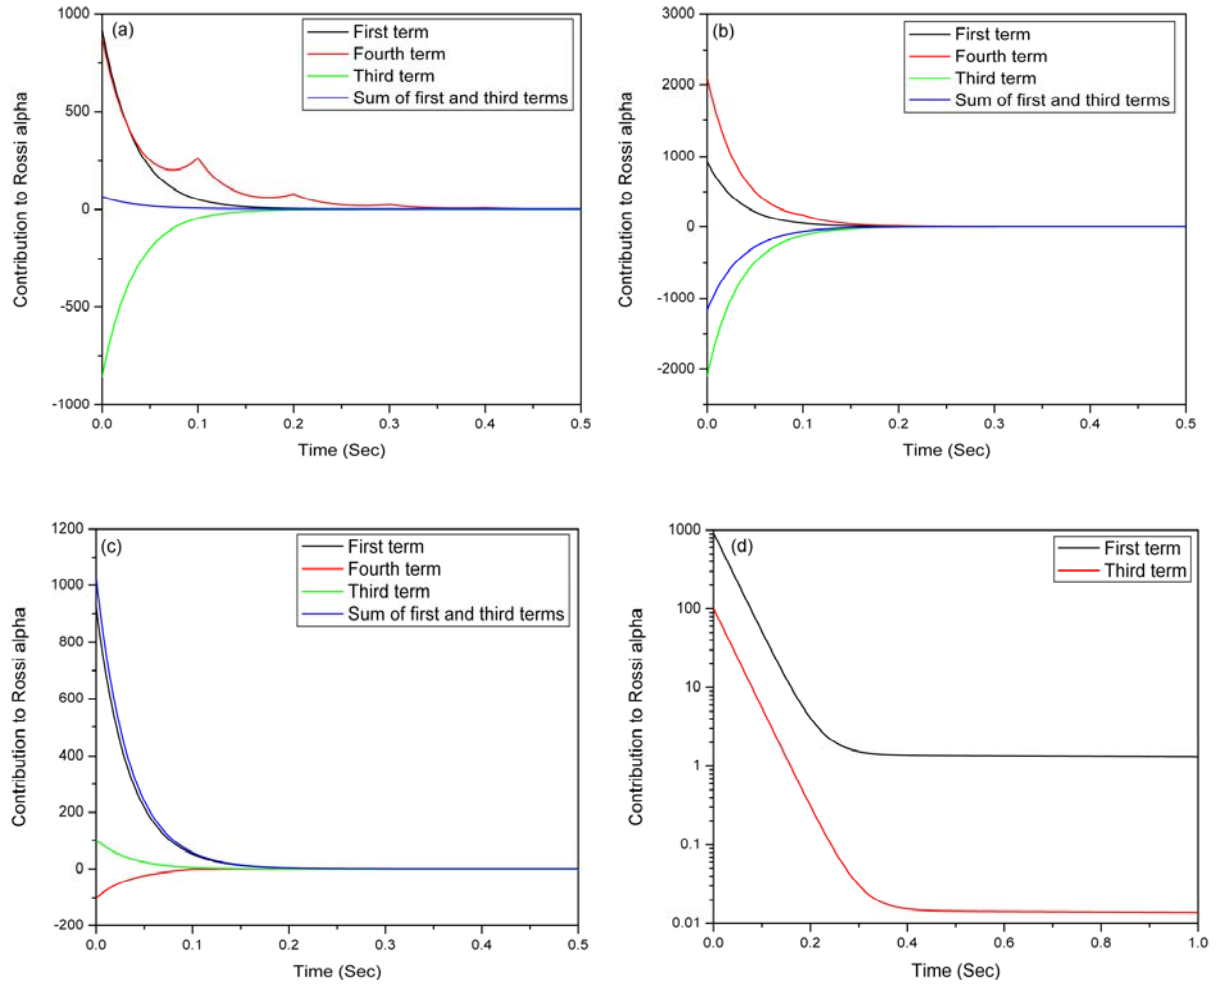 (a)
First term
Fourth term
Third term
Sum of first and third terms
1000
500
0
-500
-1000
Contribution to Rossi alpha
0.0 0.1 0.2 0.3 0.4 0.5
Time (Sec)
(b)
First term
Fourth term
Third term
Sum of first and third terms
3000
2000
1000
0
-1000
-2000
Contribution to Rossi alpha
0.0 0.1 0.2 0.3 0.4 0.5
Time (Sec)
(c)
First term
Fourth term
Third term
Sum of first and third terms
1200
1000
800
600
400
200
0
-200
Contribution to Rossi alpha
0.0 0.1 0.2 0.3 0.4 0.5
Time (Sec)
(d)
First term
Third term
1000
100
10
1
0.1
0.01
Contribution to Rossi alpha
0.0 0.2 0.4 0.6 0.8 1.0
Time (Sec)